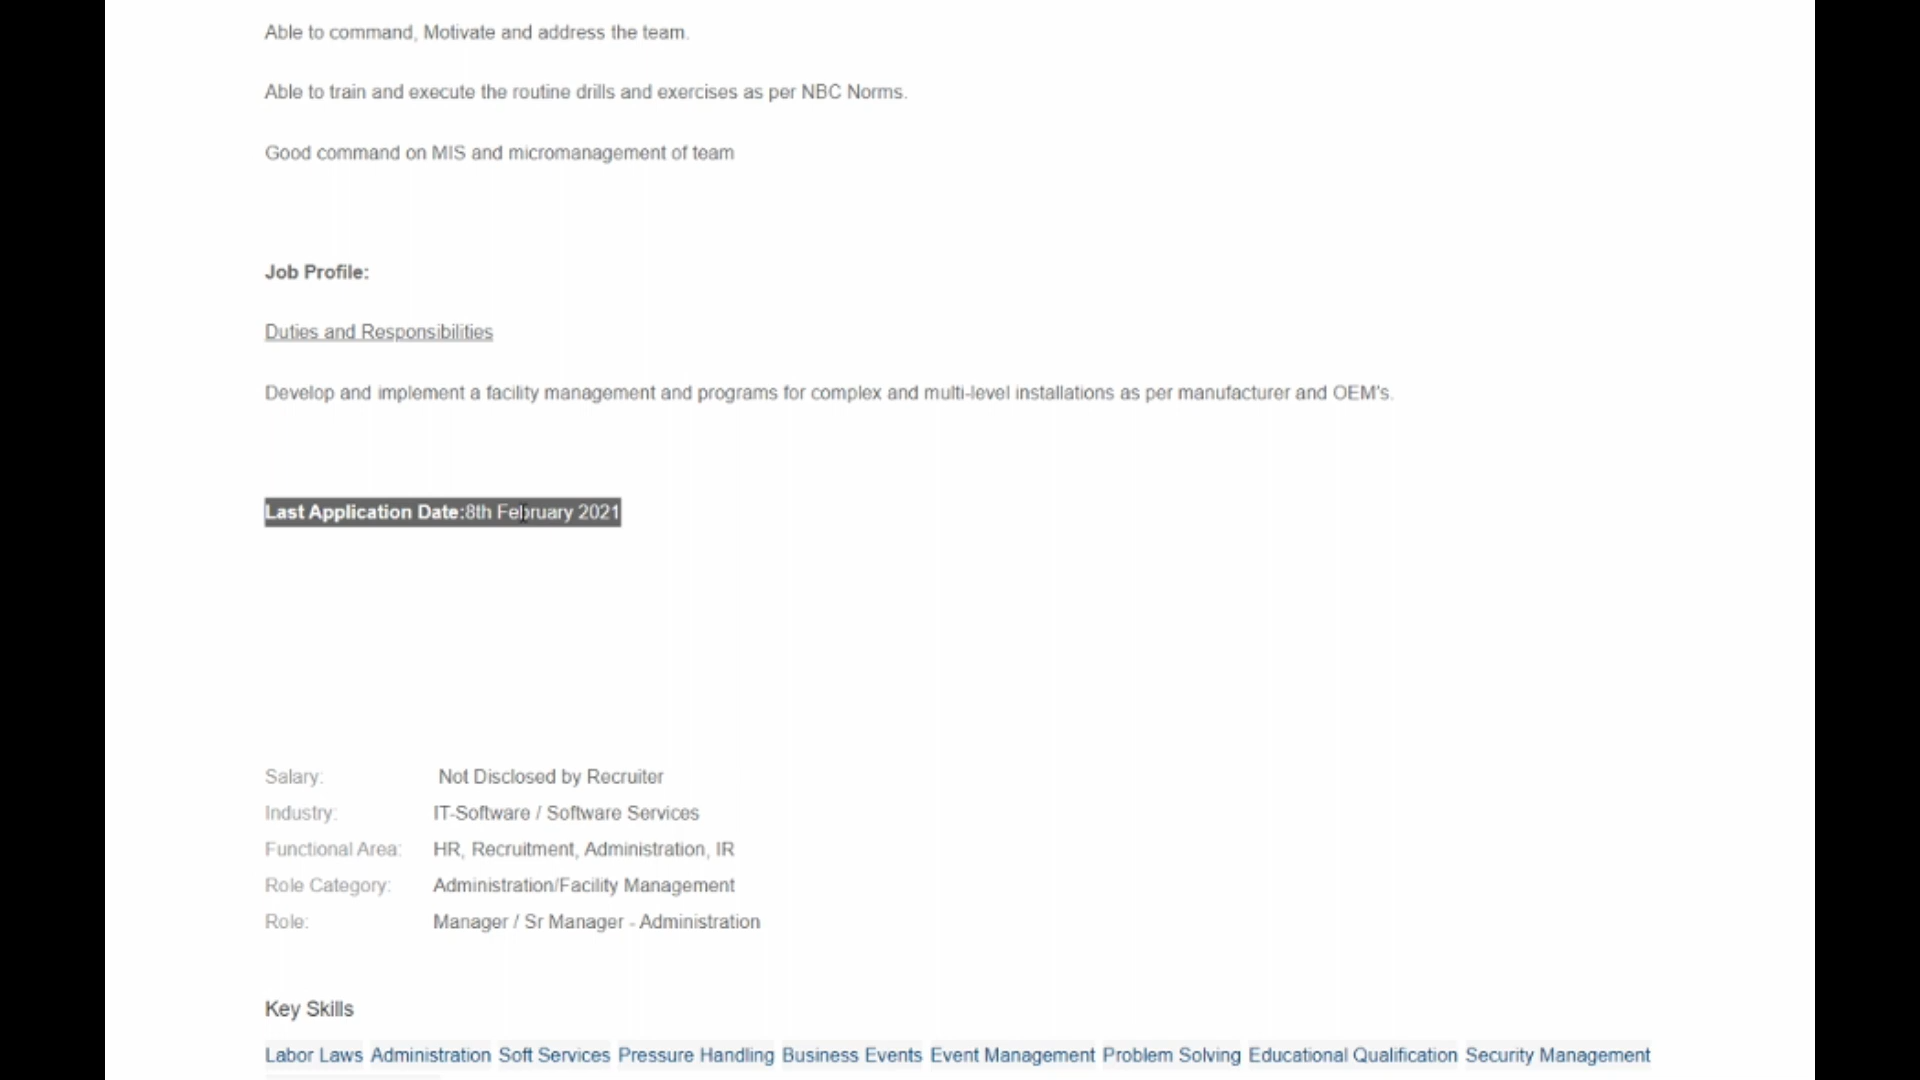 Able to command, Motivate and address the team.
Able to train and execute the routine drills and exercises as per NBC Norms.
Good command on MIS and micromanagement of team
Job Profile:
Duties and Responsibilities
Develop and implement a facility management and programs for complex and multi-level installations as per manufacturer and OEM's.
Last Application Date:8th February 2021
Salary: Not Disclosed by Recruiter
Industry: IT-Software / Software Services
Functional Area: HR, Recruitment, Administration, IR
Role Category: Administration/Facility Management
Role: Manager / Sr Manager - Administration
Key Skills
Labor Laws Administration Soft Services Pressure Handling Business Events Event Management Problem Solving Educational Qualification Security Management